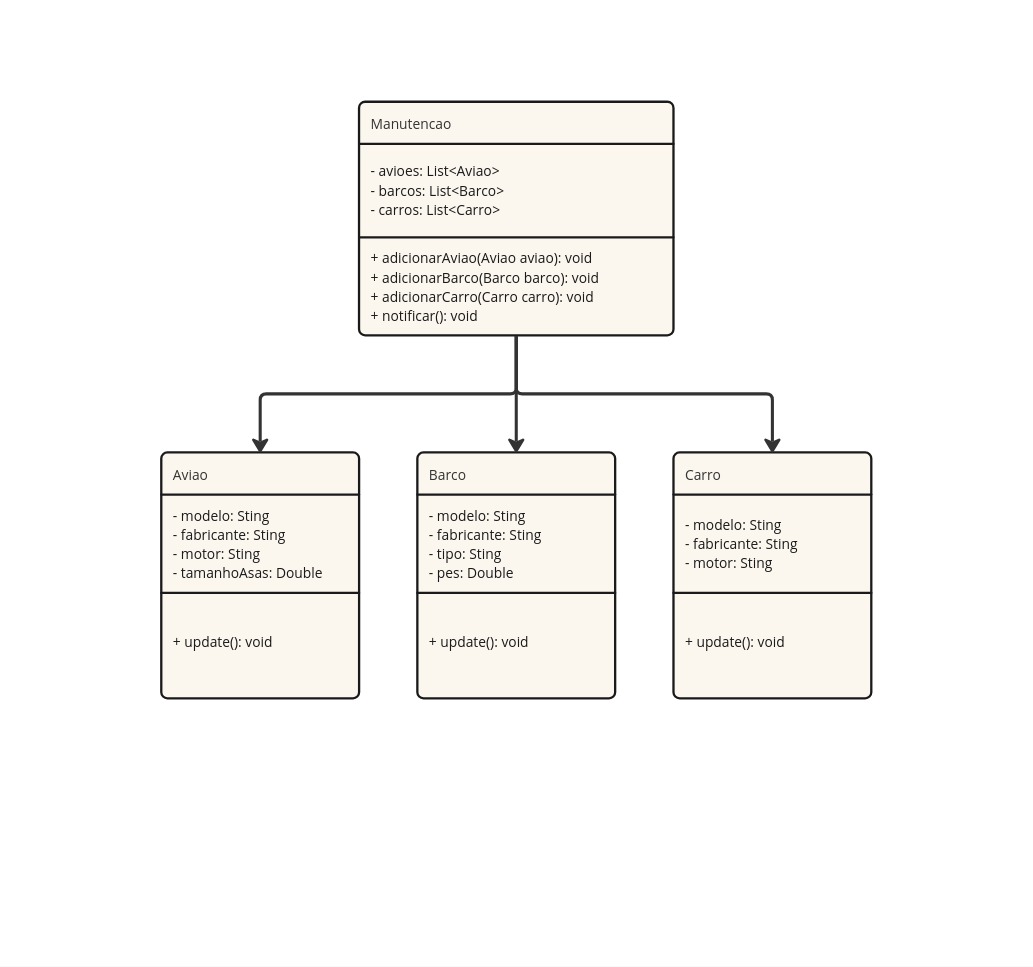 Manutencao
- avioes: List<Aviao>
- barcos: List<Barco>
- carros: List<Carro>
+ adicionarAviao(Aviao aviao): void
+ adicionarBarco(Barco barco): void
+ adicionarCarro(Carro carro): void
+ notificar(): void
Aviao
- modelo: Sting
- fabricante: Sting
- motor: Sting
- tamanhoAsas: Double
+ update(): void
Barco
- modelo: Sting
- fabricante: Sting
- tipo: Sting
- pes: Double
+ update(): void
Carro
- modelo: Sting
- fabricante: Sting
- motor: Sting
+ update(): void